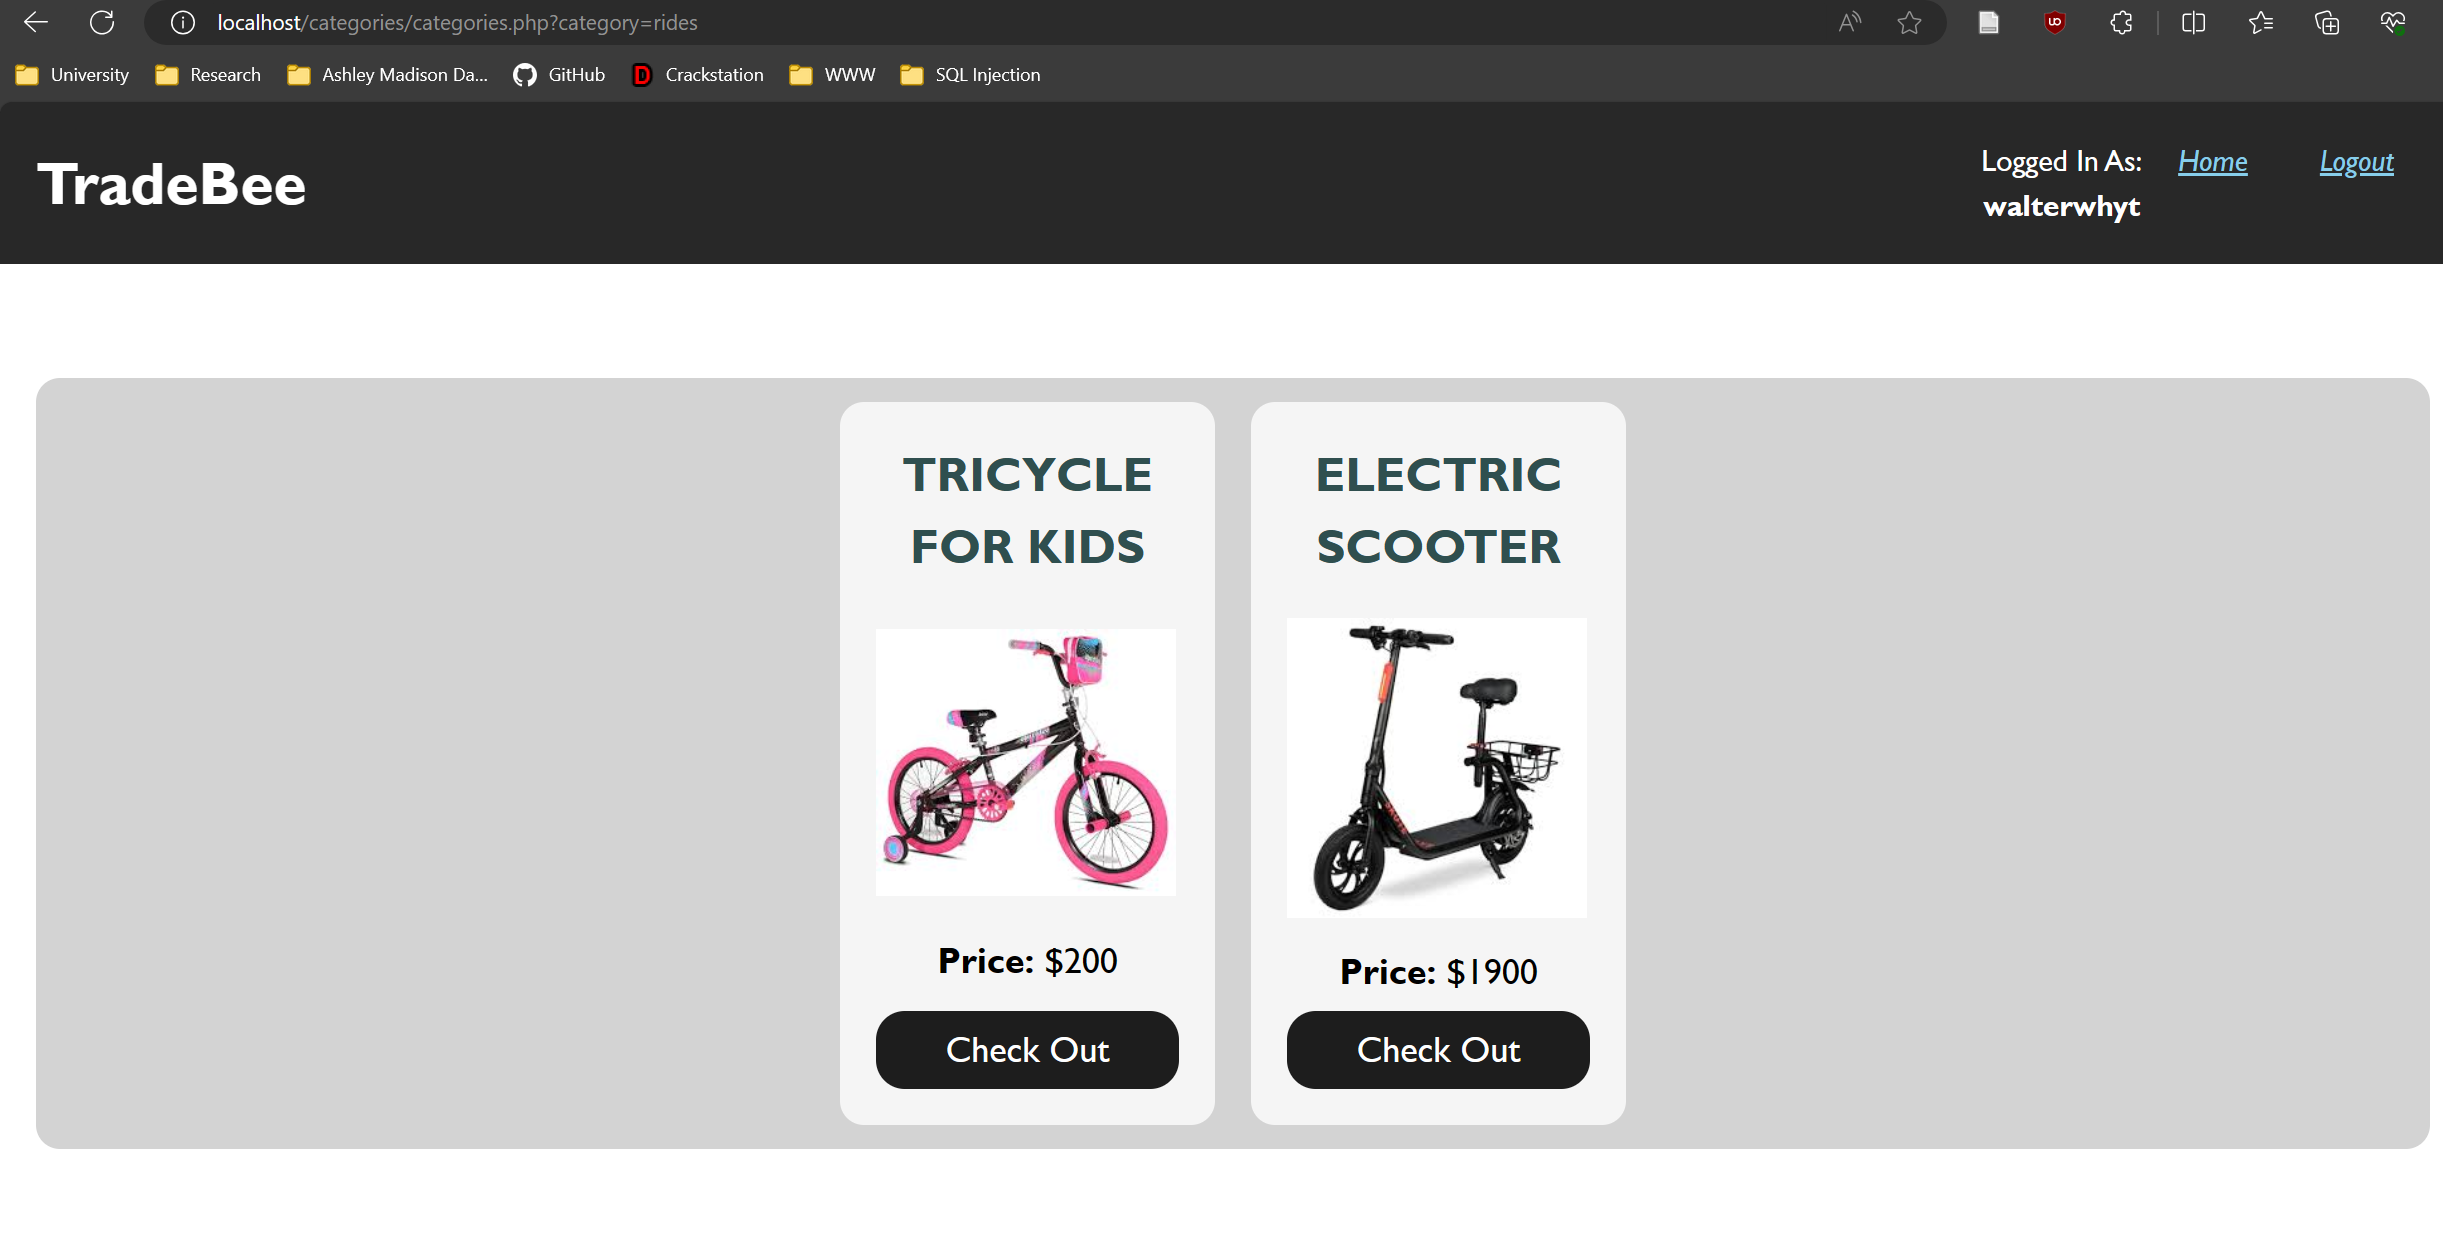 localhost/categories/categories.php?category=rides
University Research Ashley Madison Da... GitHub Crackstation WWW SQL Injection
TradeBee
Logged In As: Home Logout
walterwhyt
TRICYCLE
FOR KIDS
ELECTRIC
SCOOTER
Price: $200
Price: $1900
Check Out
Check Out